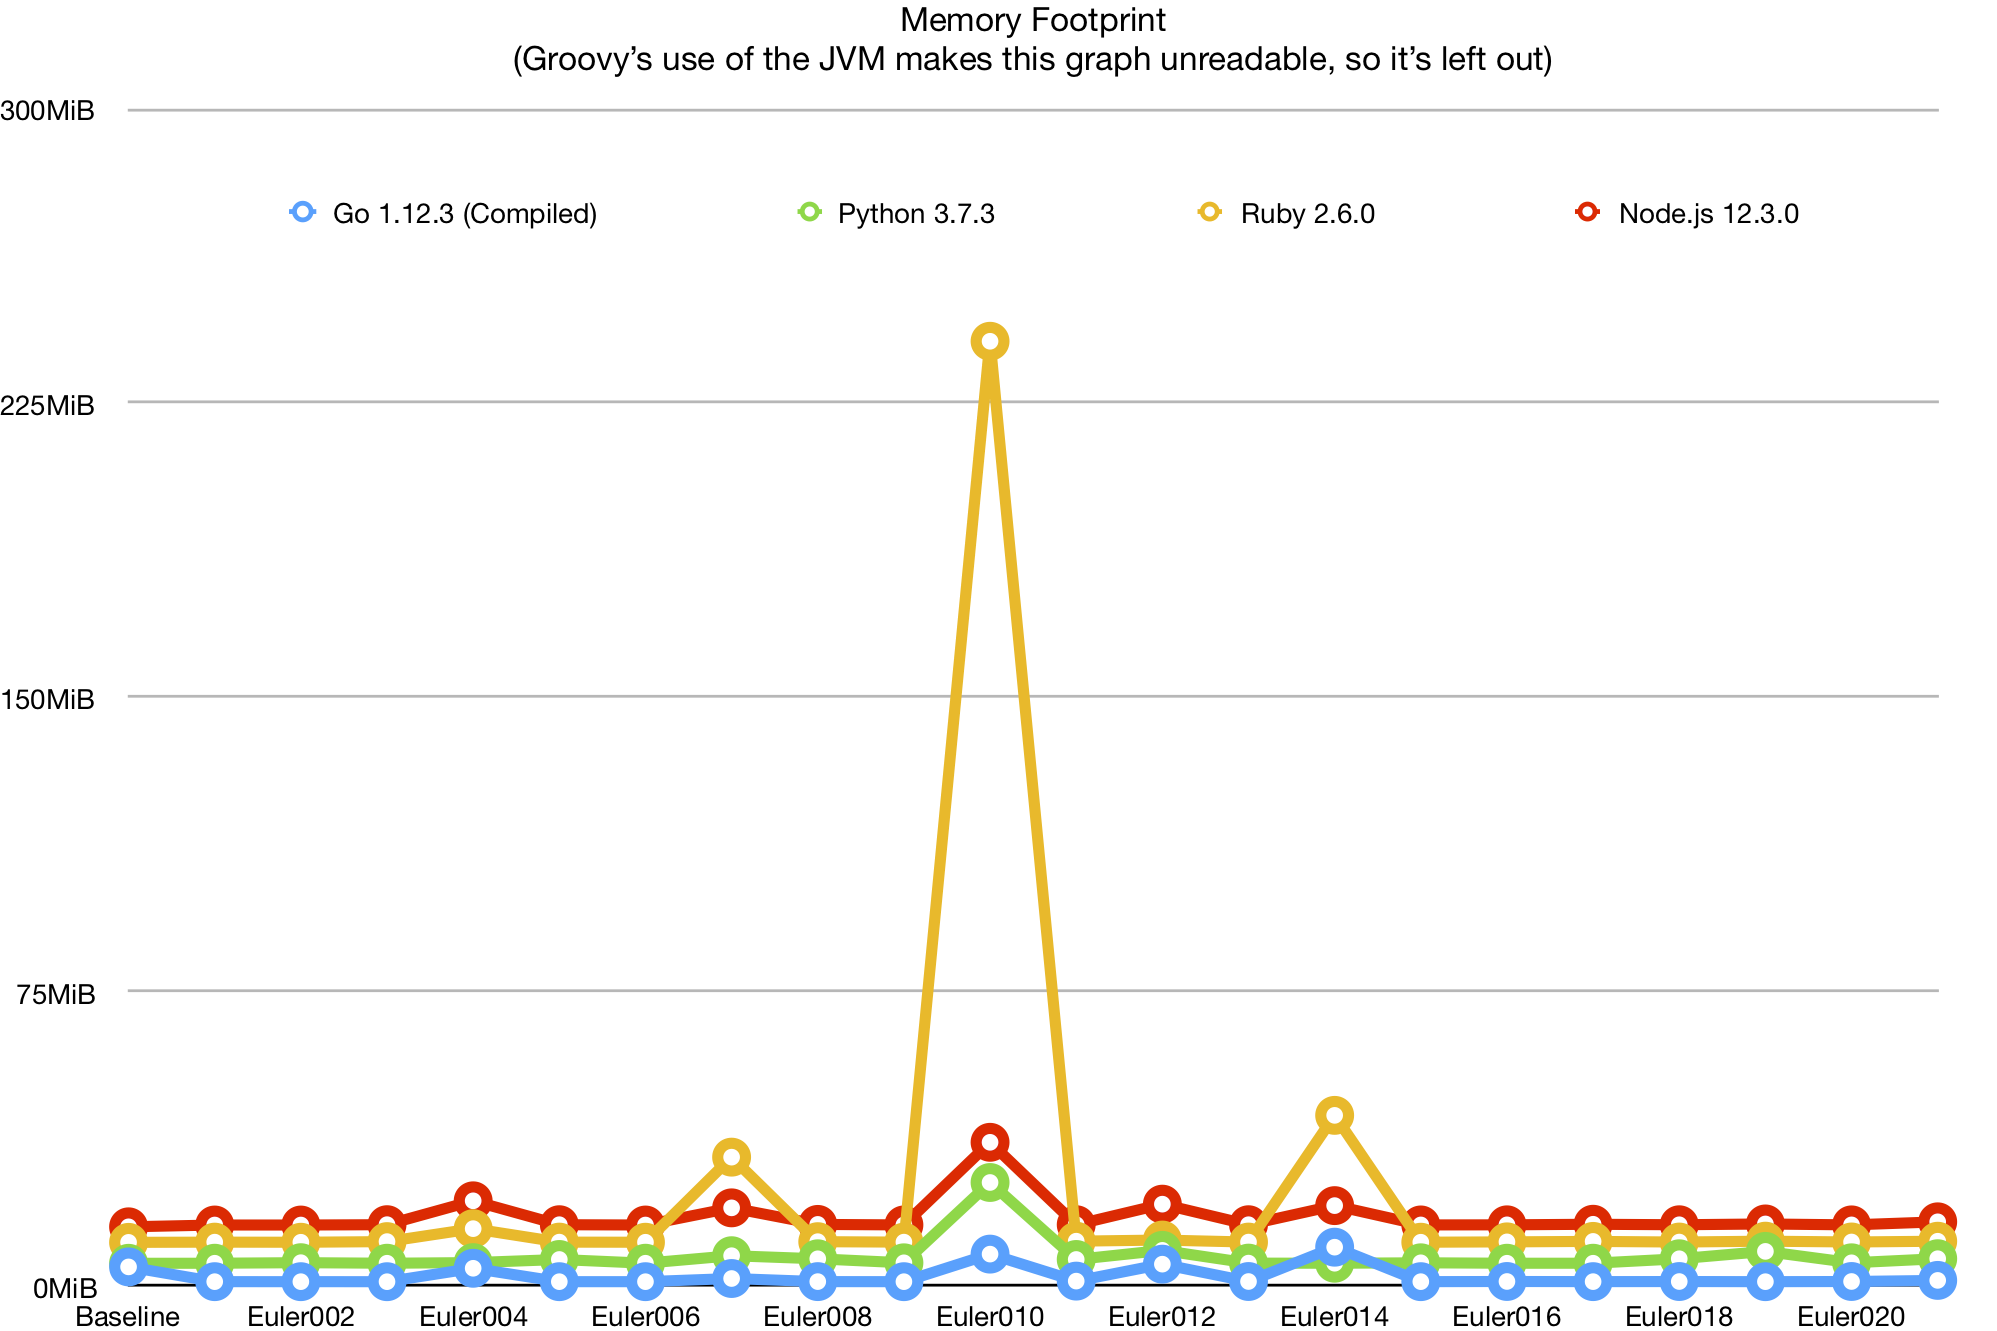 Memory Footprint
(Groovy’s use of the JVM makes this graph unreadable, so it’s left out)
300MiB
Go 1.12.3 (Compiled)
Python 3.7.3
Ruby 2.6.0
Node.js 12.3.0
225MiB
150MiB
75MiB
0MiB
Baseline
Euler002
Euler004
Euler006
Euler008
Euler010
Euler012
Euler014
Euler016
Euler018
Euler020